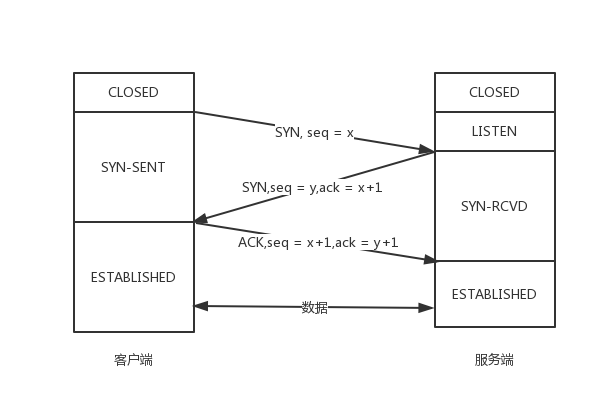 CLOSED
CLOSED
SYN, seq = x
LISTEN
SYN-SENT
SYN,seq = y,ack = x+1
SYN-RCVD
ACK,seq = x+1,ack = y+1
ESTABLISHED
ESTABLISHED
数据
客户端
服务端